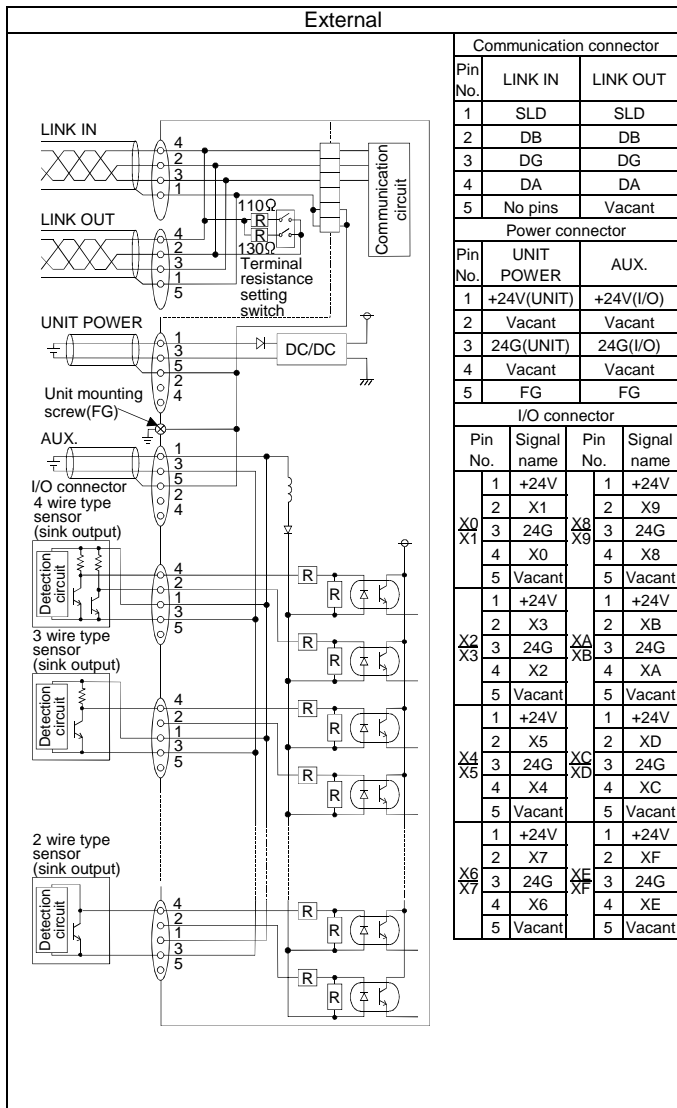 External
LINK IN
4
2
3
1
LINK OUT
4
2
3
1
5
110Ω
R
R
130Ω
Terminal
resistance
setting
switch
Communication
circuit
UNIT POWER
1
3
5
2
4
DC/DC
Unit mounting
screw(FG)
AUX.
1
3
5
2
4
I/O connector
4 wire type
sensor
(sink output)
Detection
circuit
4
2
1
3
5
R
R
R
R
3 wire type
sensor
(sink output)
Detection
circuit
4
2
1
3
5
R
R
R
R
2 wire type
sensor
(sink output)
Detection
circuit
4
2
1
3
5
R
R
R
R
Communication connector
Pin No. LINK IN LINK OUT
1 SLD SLD
2 DB DB
3 DG DG
4 DA DA
5 No pins Vacant
Power connector
Pin No. UNIT POWER AUX.
1 +24V(UNIT) +24V(I/O)
2 Vacant Vacant
3 24G(UNIT) 24G(I/O)
4 Vacant Vacant
5 FG FG
I/O connector
Pin No. Signal name Pin No. Signal name
X0 X1 X8 X9
1 +24V 1 +24V
2 X1 2 X9
3 24G 3 24G
4 X0 4 X8
5 Vacant 5 Vacant
X2 X3 XA XB
1 +24V 1 +24V
2 X3 2 XB
3 24G 3 24G
4 X2 4 XA
5 Vacant 5 Vacant
X4 X5 XC XD
1 +24V 1 +24V
2 X5 2 XD
3 24G 3 24G
4 X4 4 XC
5 Vacant 5 Vacant
X6 X7 XE XF
1 +24V 1 +24V
2 X7 2 XF
3 24G 3 24G
4 X6 4 XE
5 Vacant 5 Vacant